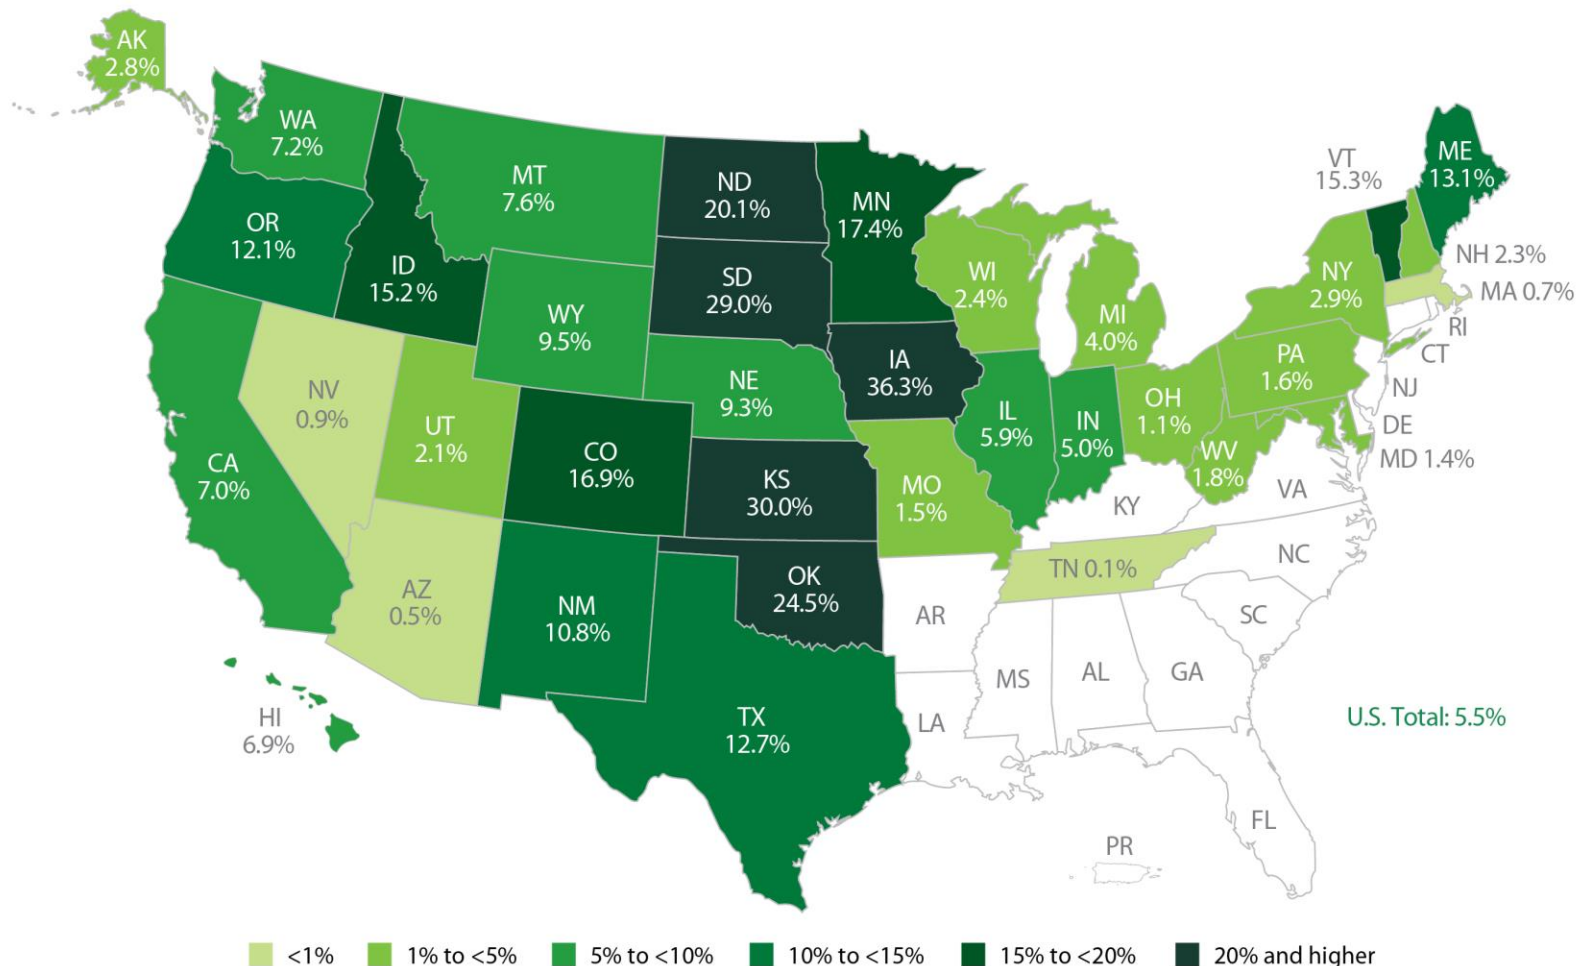 AK
2.8%
WA
7.2%
MT
7.6%
ND
20.1%
MN
17.4%
VT
15.3%
ME
13.1%
OR
12.1%
ID
15.2%
WY
9.5%
SD
29.0%
WI
2.4%
MI
4.0%
NY
2.9%
NH 2.3%
MA 0.7%
RI
CT
NJ
DE
MD 1.4%
NV
0.9%
UT
2.1%
CO
16.9%
NE
9.3%
IA
36.3%
IL
5.9%
IN
5.0%
OH
1.1%
PA
1.6%
WV
1.8%
VA
CA
7.0%
KS
30.0%
MO
1.5%
KY
NC
AZ
0.5%
NM
10.8%
OK
24.5%
TN 0.1%
AR
SC
MS
AL
GA
LA
HI
6.9%
TX
12.7%
U.S. Total: 5.5%
FL
PR
<1%
1% to <5%
5% to <10%
10% to <15%
15% to <20%
20% and higher